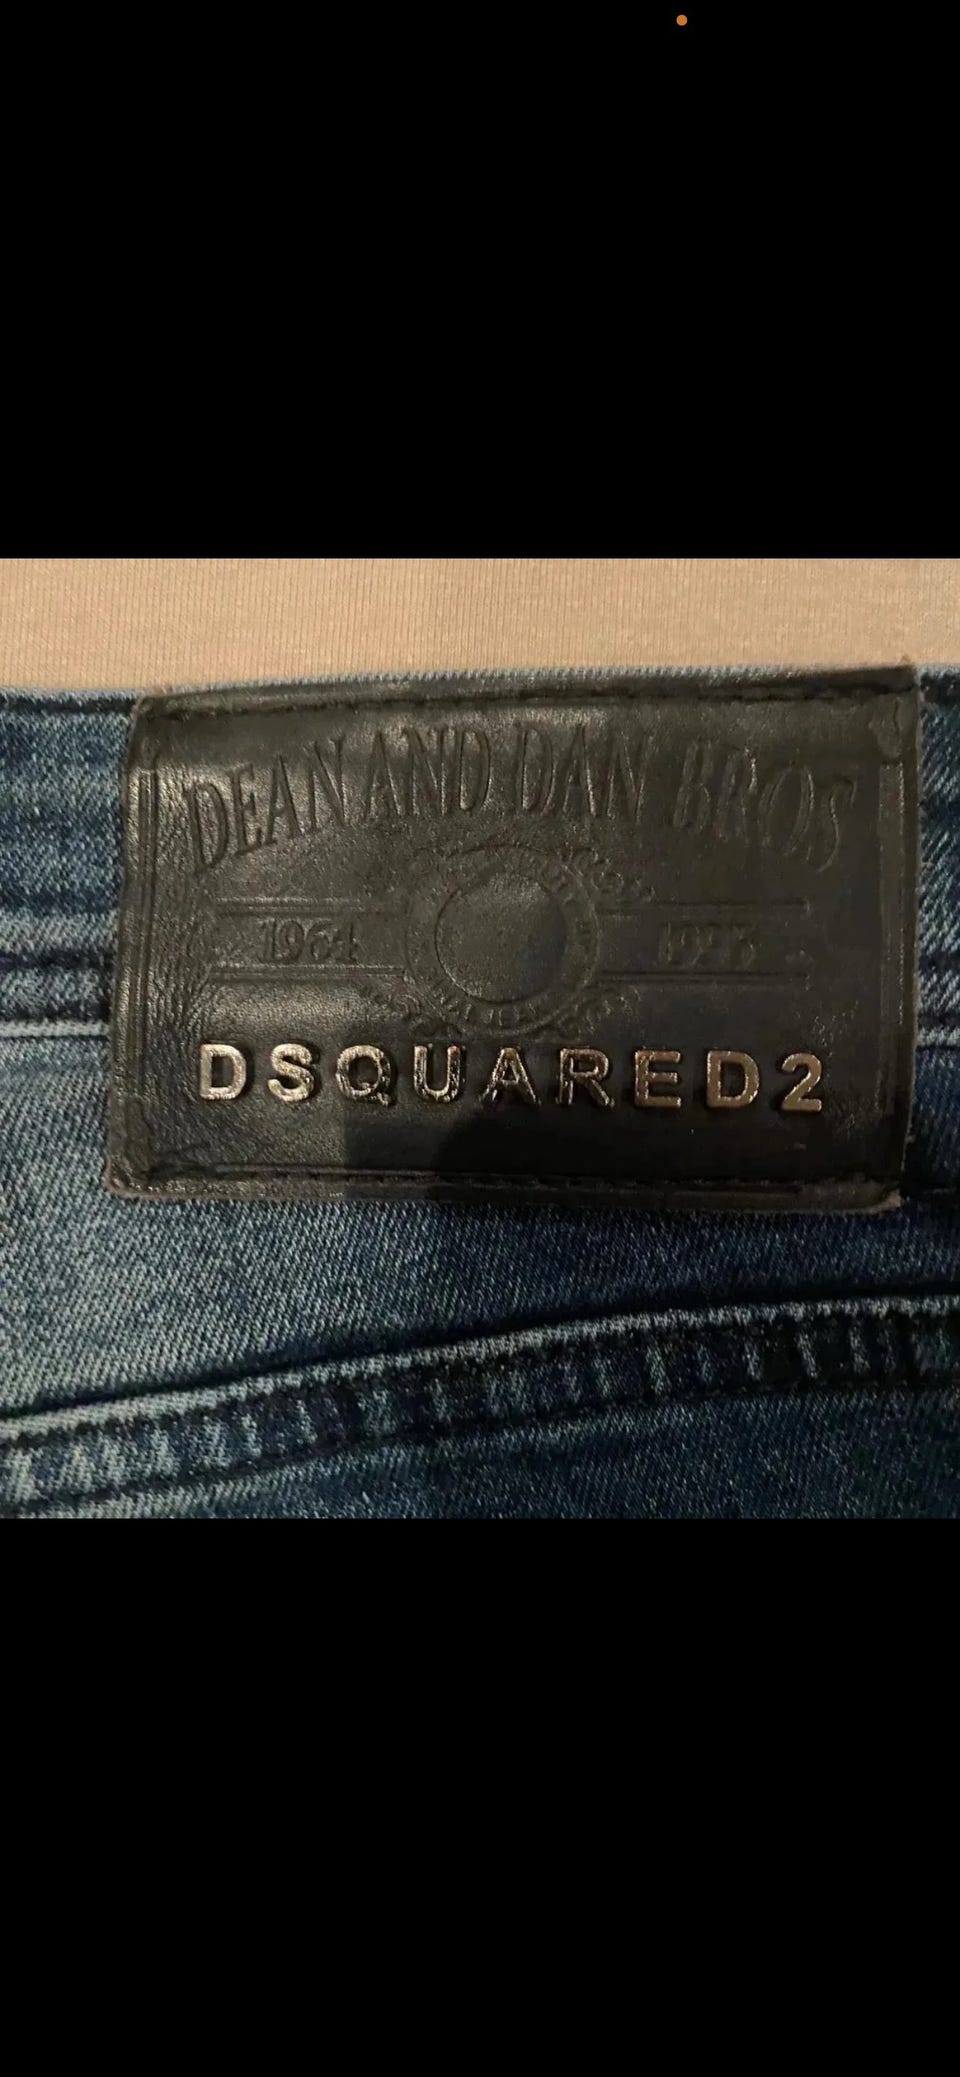 DEAN AND DAN BROS
1964
DSQUARED2